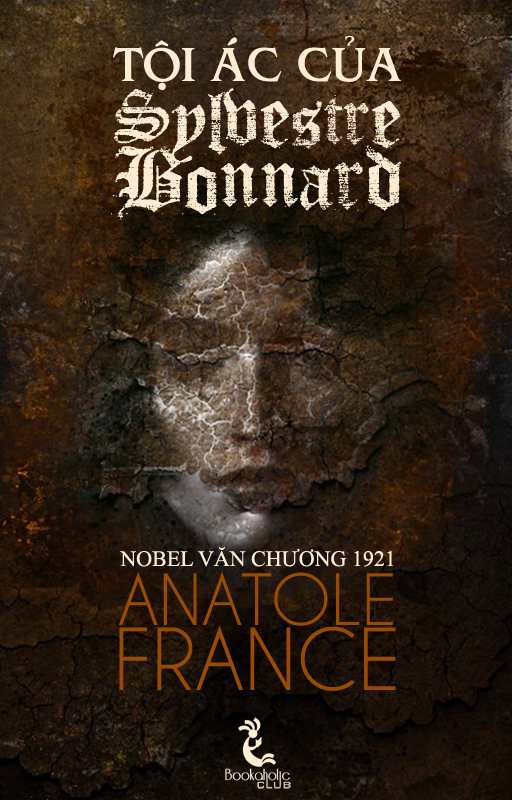 TỘI ÁC CỦA
Sylvestre
Bonnard
NOBEL VĂN CHƯƠNG 1921
ANATOLE
FRANCE
Bookaholic
CLUB